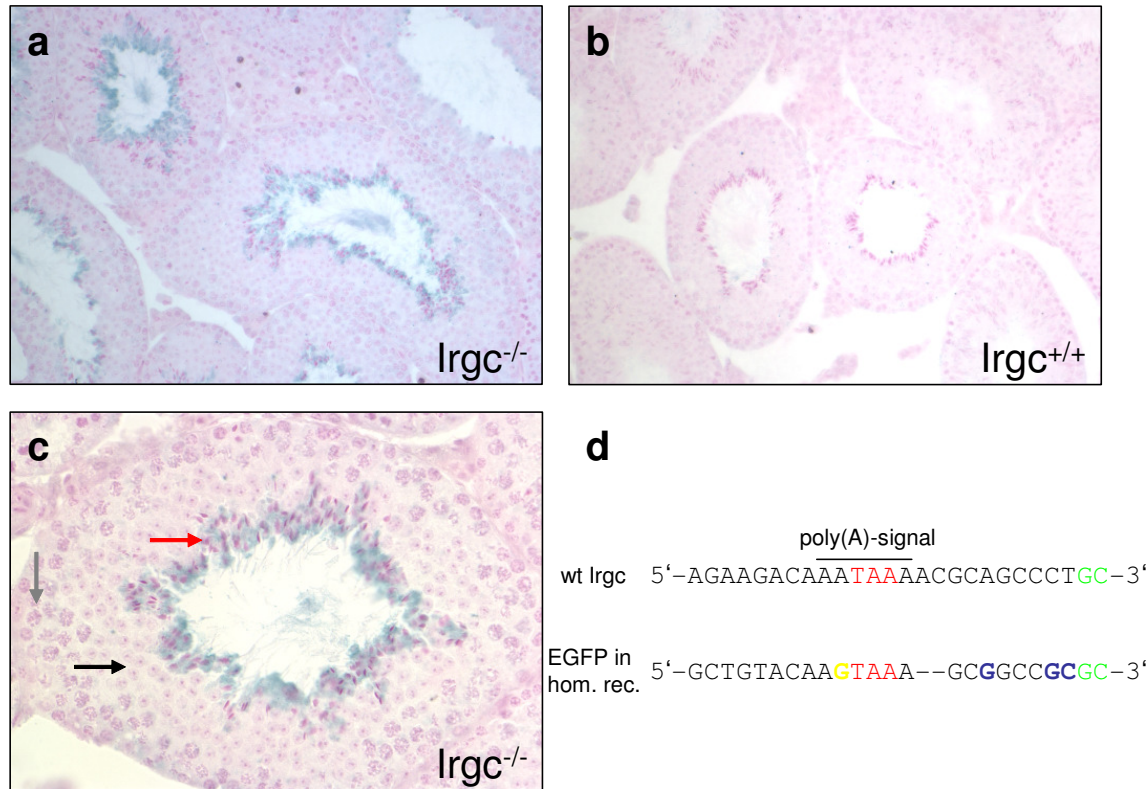 a
Irgc-/-
b
Irgc+/+
c
Irgc-/-
d
poly(A)-signal
wt Irgc 5‘-AGAAGACAAATAAAACGCAGCCCTGC-3‘
EGFP in
hom. rec. 5‘-GCTGTACAAGTAAA--GCGGCCGCGC-3‘